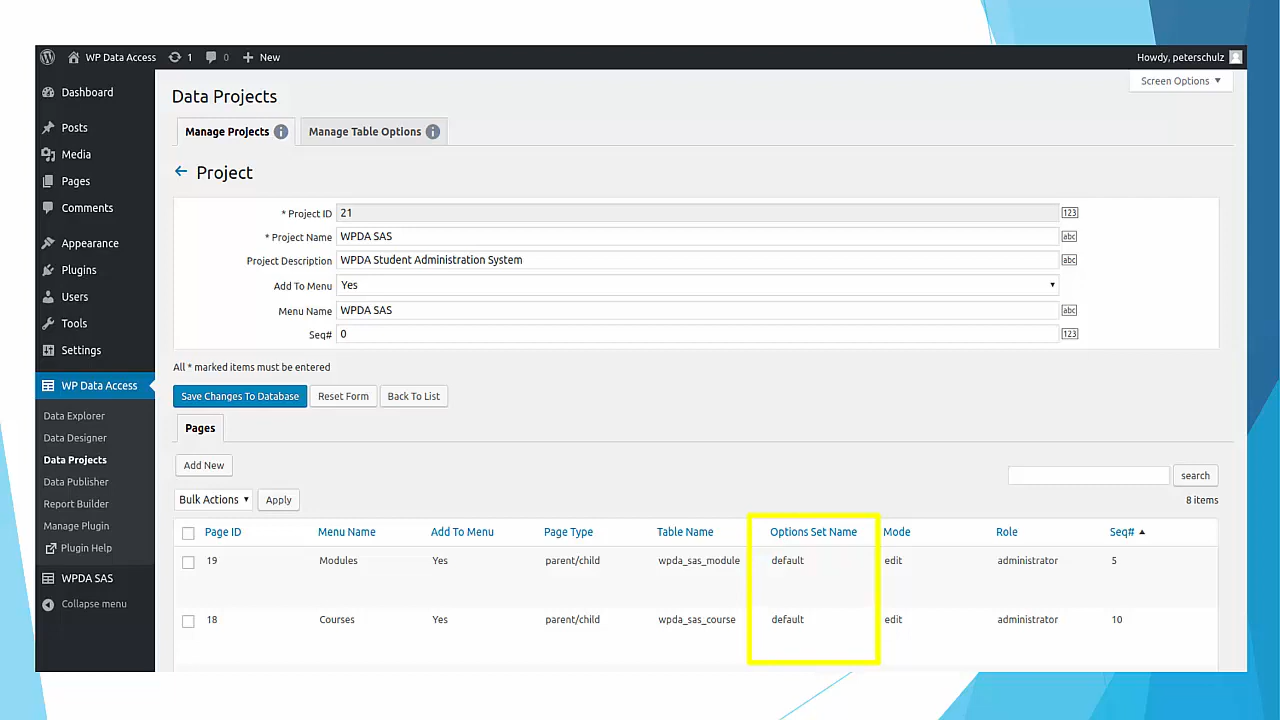 WP Data Access 1 0 New Howdy, peterschulz
Screen Options ▼
Dashboard
Posts
Media
Pages
Comments
Appearance
Plugins
Users
Tools
Settings
WP Data Access
Data Explorer
Data Designer
Data Projects
Data Publisher
Report Builder
Manage Plugin
Plugin Help
WPDA SAS
Collapse menu
Data Projects
Manage Projects i Manage Table Options i
← Project
* Project ID 21 123
* Project Name WPDA SAS abc
Project Description WPDA Student Administration System abc
Add To Menu Yes ▼
Menu Name WPDA SAS abc
Seq# 0 123
All * marked items must be entered
Save Changes To Database Reset Form Back To List
Pages
Add New
search
Bulk Actions ▼ Apply 8 items
Page ID Menu Name Add To Menu Page Type Table Name Options Set Name Mode Role Seq# ▲
19 Modules Yes parent/child wpda_sas_module default edit administrator 5
18 Courses Yes parent/child wpda_sas_course default edit administrator 10